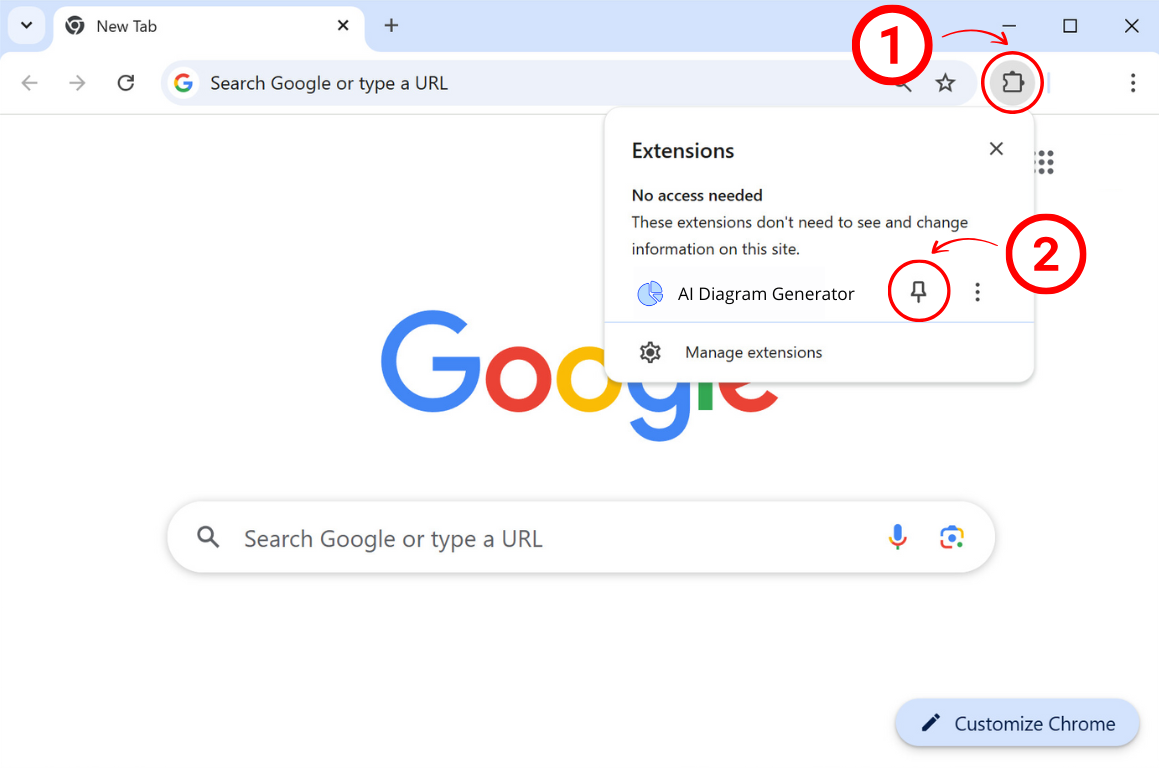 New Tab
1
Search Google or type a URL
Extensions
No access needed
These extensions don't need to see and change
information on this site.
2
AI Diagram Generator
Manage extensions
Google
Search Google or type a URL
Customize Chrome